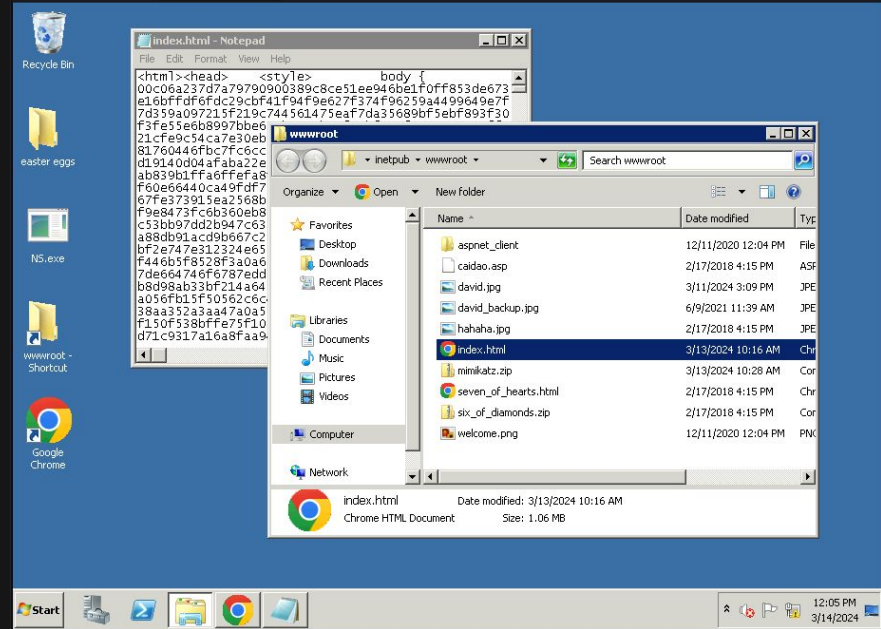 Recycle Bin
easter eggs
NS.exe
wwwroot -
Shortcut
Google
Chrome
index.html - Notepad
File Edit Format View Help
<html><head> <style> body {
00c06a237d7a79790900389c8ce51ee946be1f0ff853de673
e16bffdf6fdc29cbf41f94f9e627f374f96259a4499649e7f
7d359a097215f219c744561475eaf7da35689bf5ebf893f30
f3fe55e6b8997bbe6
21cfe9c54ca7e30eb
81760446fbc7fc6cc
d19140d04afaba22e
ab839b1ffa6ffefa8
f60e66440ca49fdf7
67fe373915ea2568b
f9e8473fc6b360eb8
c53bb97dd2b947c63
a88db91acd9b667c2
bf2e747e312324e65
f446b5f8528f3a0a6
7de664746f6787edd
b8d98ab33bf214a64
a056fb15f50562c6c
38aa352a3aa47a0a5
f150f538bffe75f10
d71c9317a16a8faa9
wwwroot
inetpub wwwroot
Search wwwroot
Organize Open New folder
Favorites
Desktop
Downloads
Recent Places
Libraries
Documents
Music
Pictures
Videos
Computer
Network
Name Date modified Typ
aspnet_client 12/11/2020 12:04 PM File
caidao.asp 2/17/2018 4:15 PM ASF
david.jpg 3/11/2024 3:09 PM JPE
david_backup.jpg 6/9/2021 11:39 AM JPE
hahaha.jpg 2/17/2018 4:15 PM JPE
index.html 3/13/2024 10:16 AM Chr
mimikatz.zip 3/13/2024 10:28 AM Cor
seven_of_hearts.html 2/17/2018 4:15 PM Chr
six_of_diamonds.zip 2/17/2018 4:15 PM Cor
welcome.png 12/11/2020 12:04 PM PNG
index.html Date modified: 3/13/2024 10:16 AM
Chrome HTML Document Size: 1.06 MB
Start
12:05 PM
3/14/2024